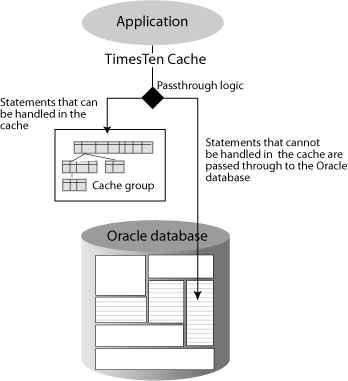 Application
TimesTen Cache
Passthrough logic
Statements that can
be handled in the
cache
Statements that cannot
be handled in the cache are
passed through to the Oracle
database
Cache group
Oracle database